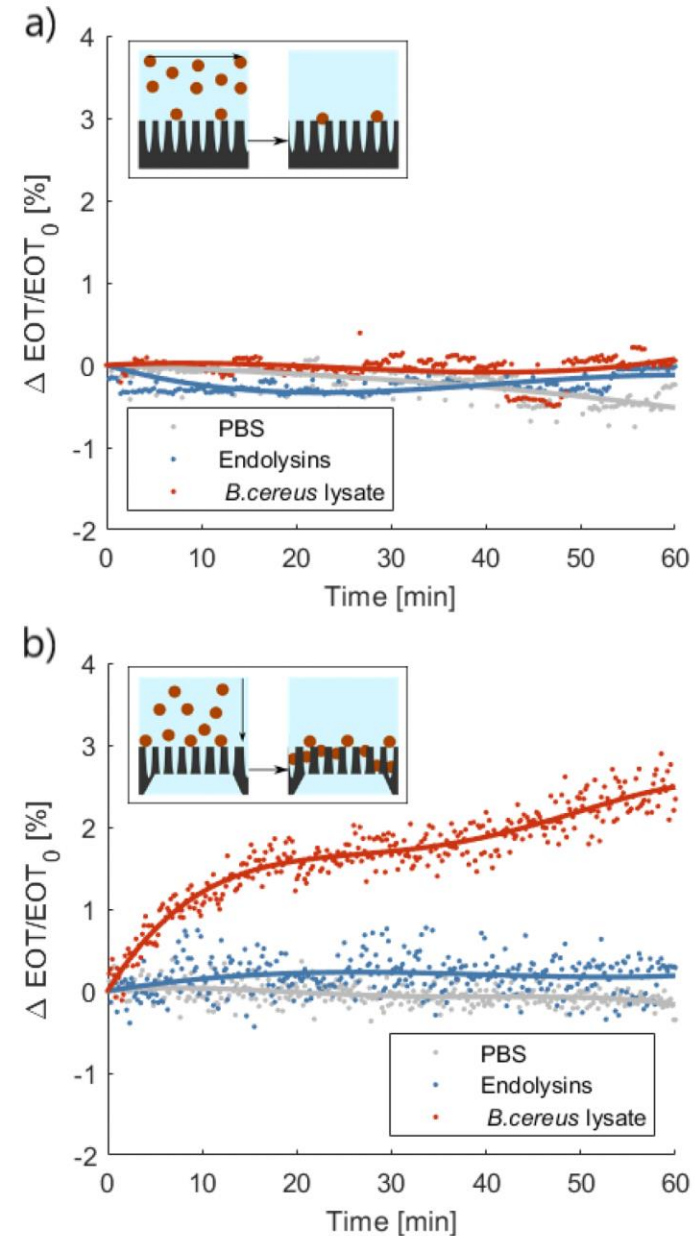 a)
4
3
2
1
0
-1
-2
Δ EOT/EOT0 [%]
PBS
Endolysins
B.cereus lysate
0 10 20 30 40 50 60
Time [min]
b)
4
3
2
1
0
-1
-2
Δ EOT/EOT0 [%]
PBS
Endolysins
B.cereus lysate
0 10 20 30 40 50 60
Time [min]